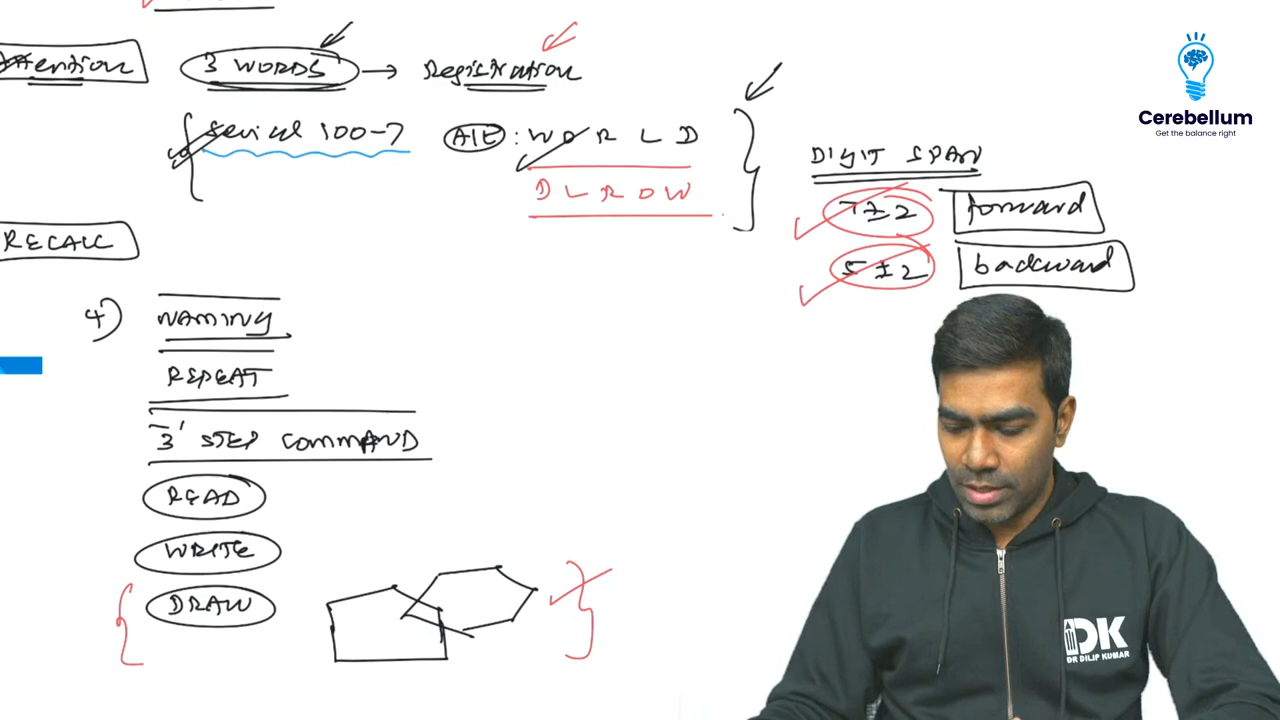 Attention
3 WORDS → Registration
Serial 100-7
A/E : W O R L D
D L R O W
DIGIT SPAN
7±2 forward
5±2 backward
RECALL
4) NAMING
REPEAT
3 STEP COMMAND
READ
WRITE
DRAW
Cerebellum
Get the balance right
DK
DR DILIP KUMAR